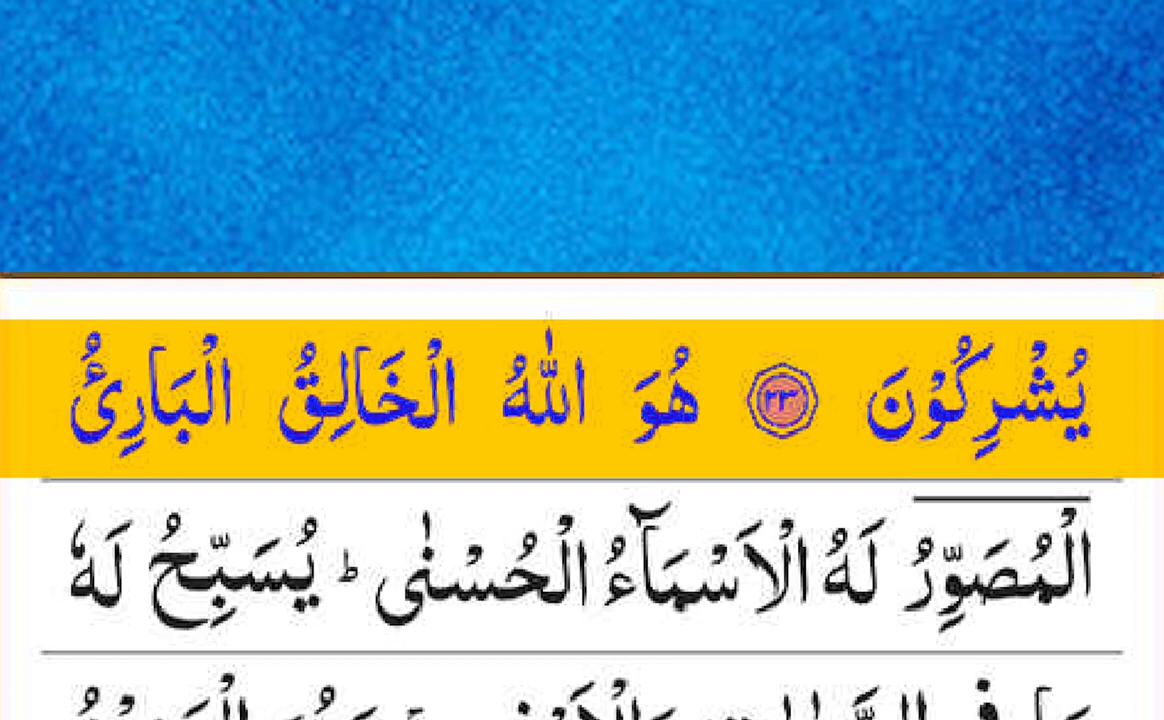 يُشْرِكُوْنَ ﴿٢٣﴾ هُوَ اللّٰهُ الْخَالِقُ الْبَارِئُ
الْمُصَوِّرُ لَهُ الْاَسْمَآءُ الْحُسْنٰى ؕ يُسَبِّحُ لَهٗ